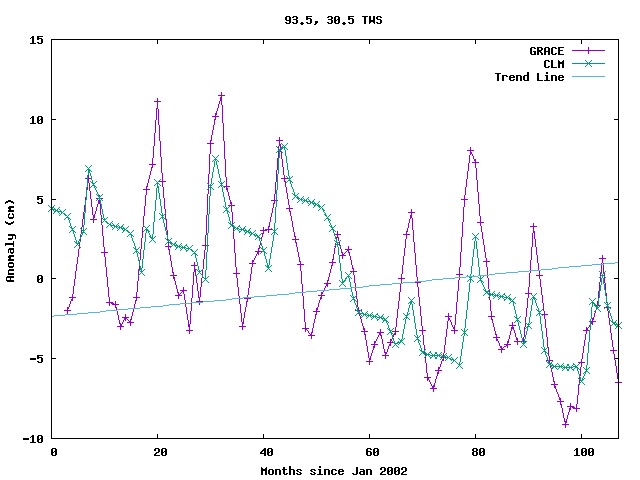 93.5, 30.5 TWS
GRACE
CLM
Trend Line
15
10
5
0
-5
-10
Anomaly (cm)
0 20 40 60 80 100
Months since Jan 2002